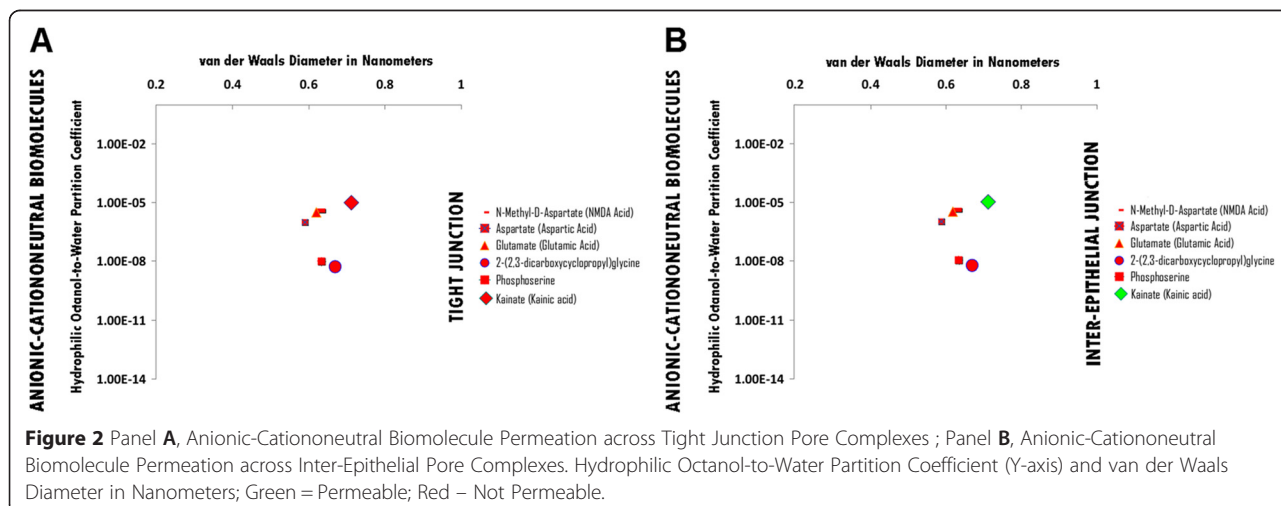 A
van der Waals Diameter in Nanometers
0.2 0.4 0.6 0.8 1
ANIONIC-CATIONONEUTRAL BIOMOLECULES
Hydrophilic Octanol-to-Water Partition Coefficient
1.00E-02
1.00E-05
1.00E-08
1.00E-11
1.00E-14
TIGHT JUNCTION
N-Methyl-D-Aspartate (NMDA Acid)
Aspartate (Aspartic Acid)
Glutamate (Glutamic Acid)
2-(2,3-dicarboxycyclopropyl)glycine
Phosphoserine
Kainate (Kainic acid)
B
van der Waals Diameter in Nanometers
0.2 0.4 0.6 0.8 1
ANIONIC-CATIONONEUTRAL BIOMOLECULES
Hydrophilic Octanol-to-Water Partition Coefficient
1.00E-02
1.00E-05
1.00E-08
1.00E-11
1.00E-14
INTER-EPITHELIAL JUNCTION
N-Methyl-D-Aspartate (NMDA Acid)
Aspartate (Aspartic Acid)
Glutamate (Glutamic Acid)
2-(2,3-dicarboxycyclopropyl)glycine
Phosphoserine
Kainate (Kainic acid)
Figure 2 Panel A, Anionic-Cationoneutral Biomolecule Permeation across Tight Junction Pore Complexes ; Panel B, Anionic-Cationoneutral
Biomolecule Permeation across Inter-Epithelial Pore Complexes. Hydrophilic Octanol-to-Water Partition Coefficient (Y-axis) and van der Waals
Diameter in Nanometers; Green = Permeable; Red – Not Permeable.